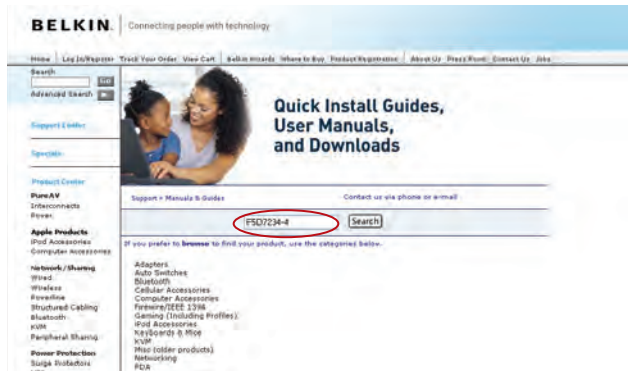 BELKIN. Connecting people with technology
Home Log In/Register Track Your Order View Cart Belkin Wizards Where to Buy Product Registration About Us Press Room Contact Us Jobs
Search
GO
Advanced Search
Support Center
Specials
Product Center
PureAV
Interconnects
Power
Apple Products
iPod Accessories
Computer Accessories
Network/Sharing
Wired
Wireless
Powerline
Structured Cabling
Bluetooth
KVM
Peripheral Sharing
Power Protection
Surge Protectors
Quick Install Guides,
User Manuals,
and Downloads
Support > Manuals & Guides
Contact us via phone or e-mail
F5D7234-4 Search
If you prefer to browse to find your product, use the categories below.
Adapters
Auto Switches
Bluetooth
Cellular Accessories
Computer Accessories
Firewire/IEEE 1394
Gaming (Including Profiles)
iPod Accessories
Keyboards & Mice
KVM
Misc (older products)
Networking
PDA